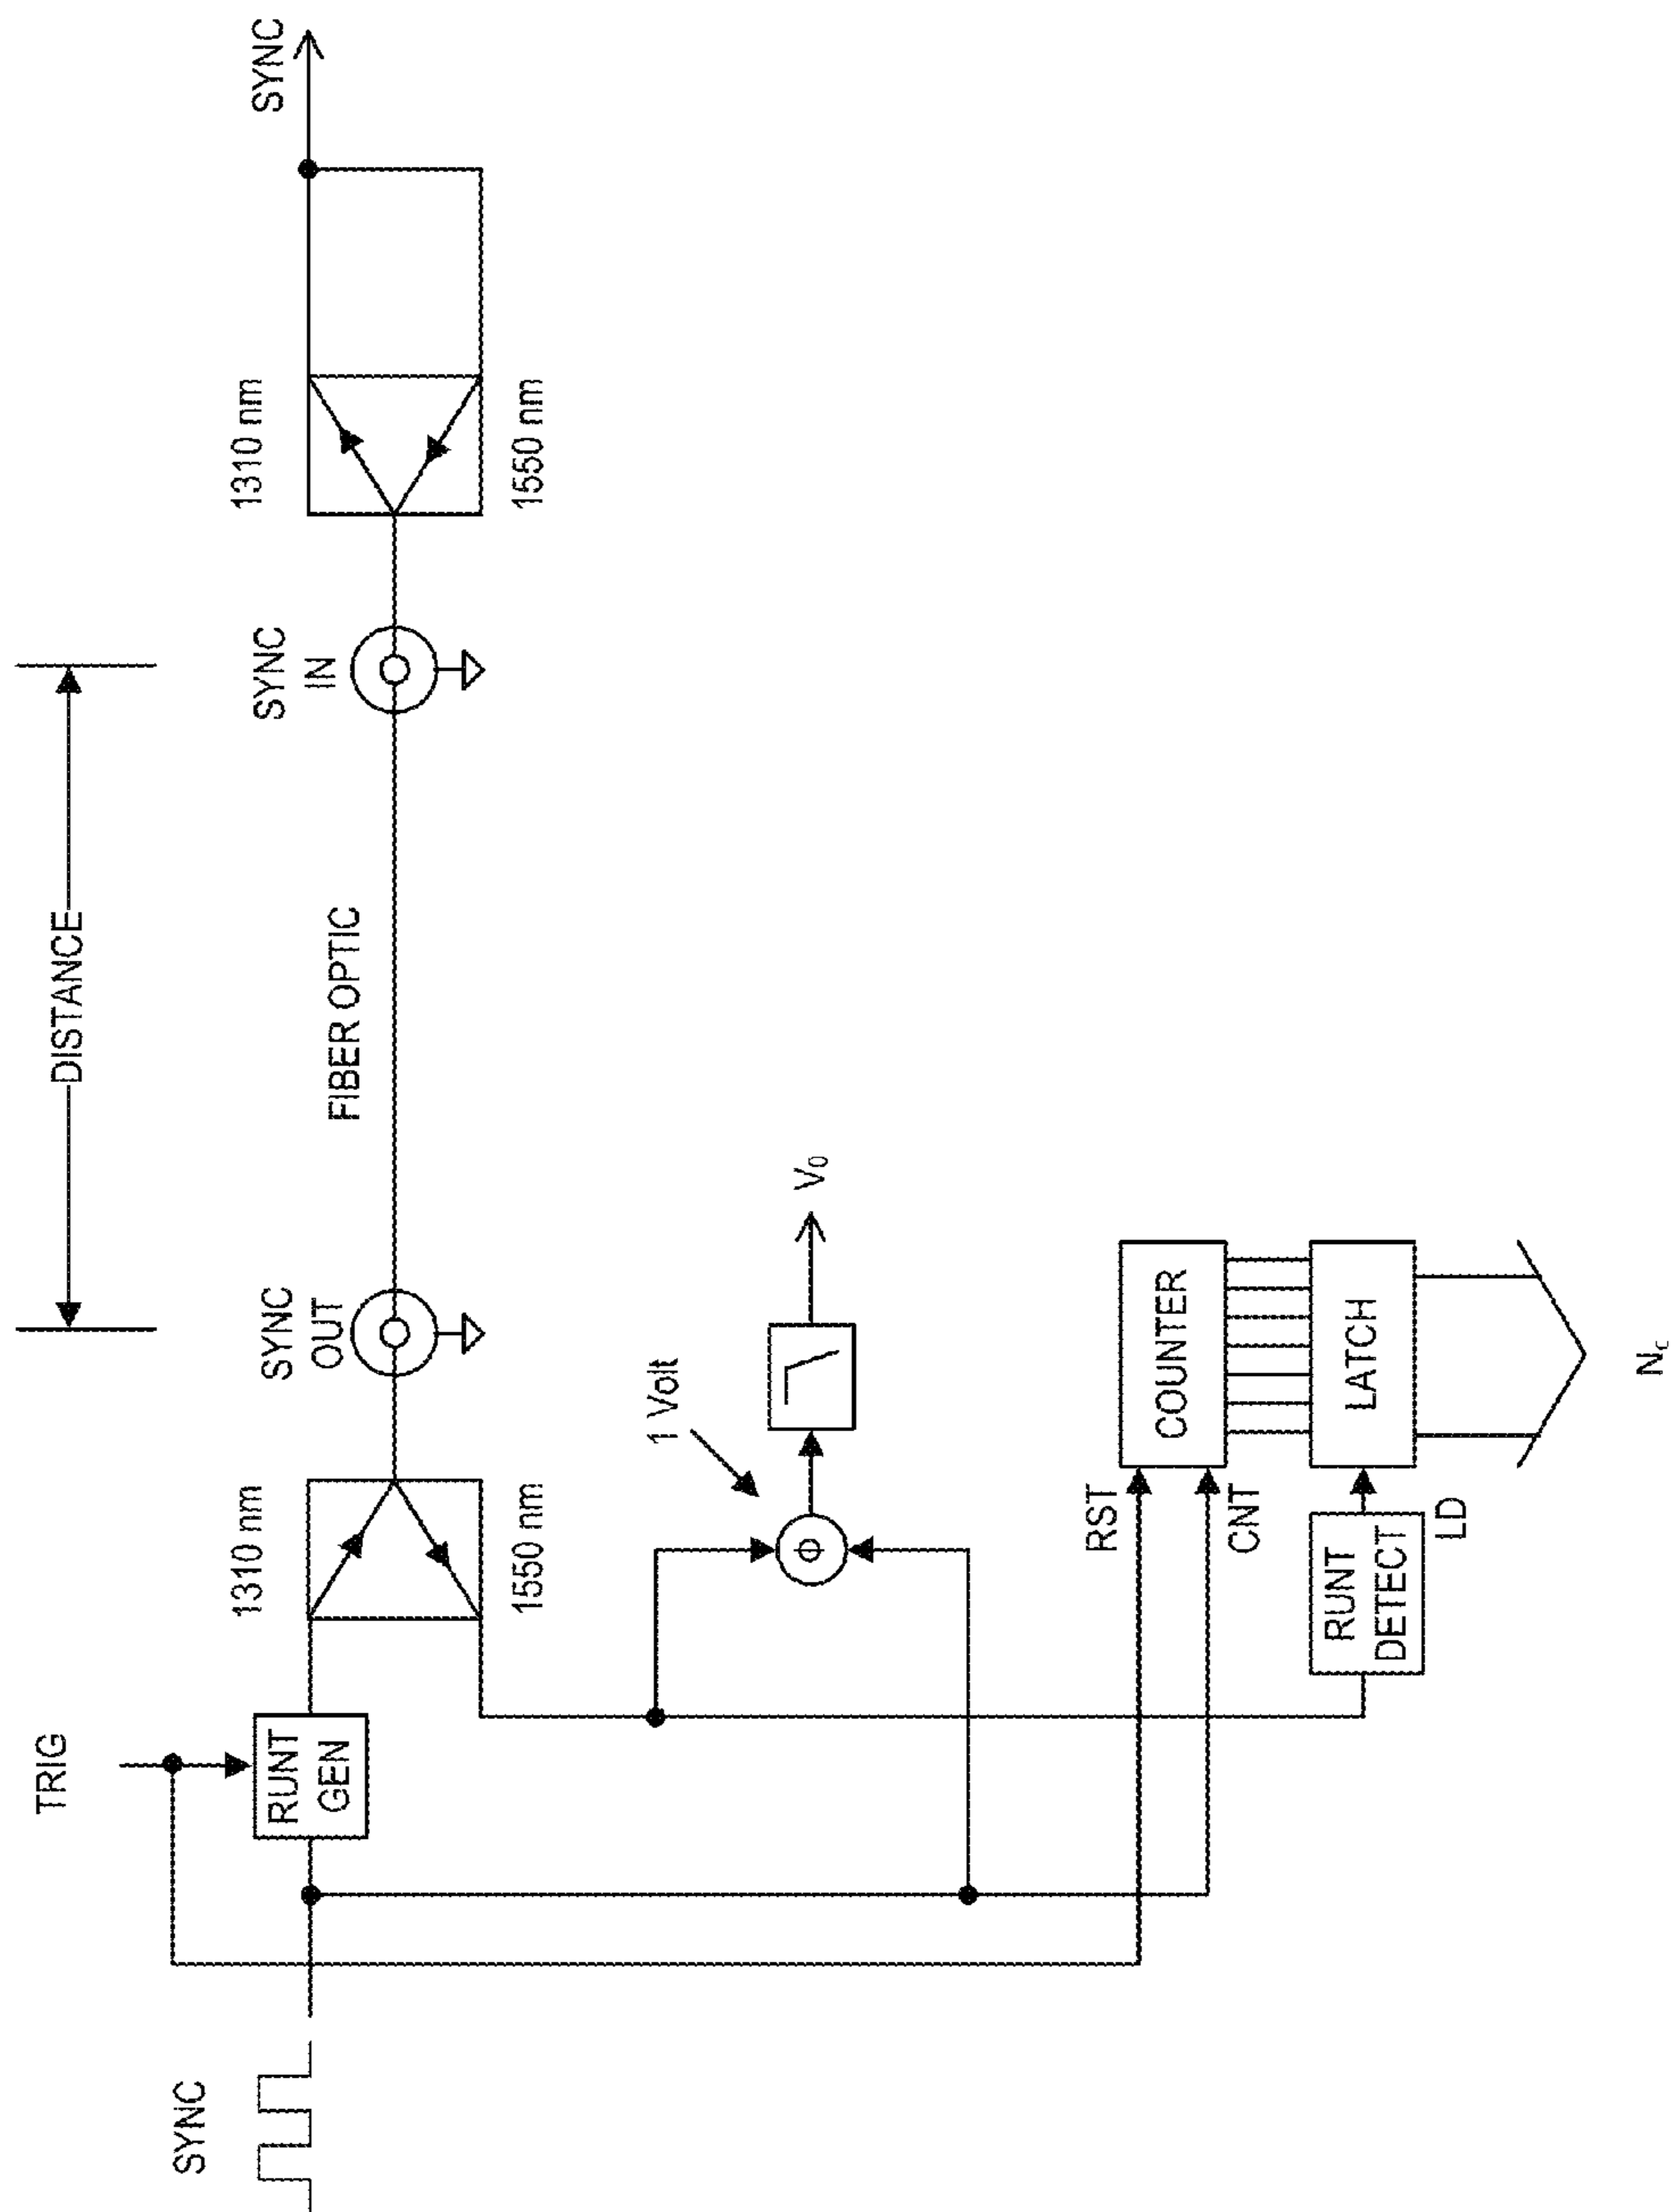 DISTANCE
SYNC
TRIG
RUNT
GEN
1310 nm
1550 nm
SYNC
OUT
FIBER OPTIC
SYNC
IN
1310 nm
1550 nm
SYNC
1 Volt
Φ
V₀
RST
CNT
COUNTER
RUNT
DETECT
LD
LATCH
N꜀